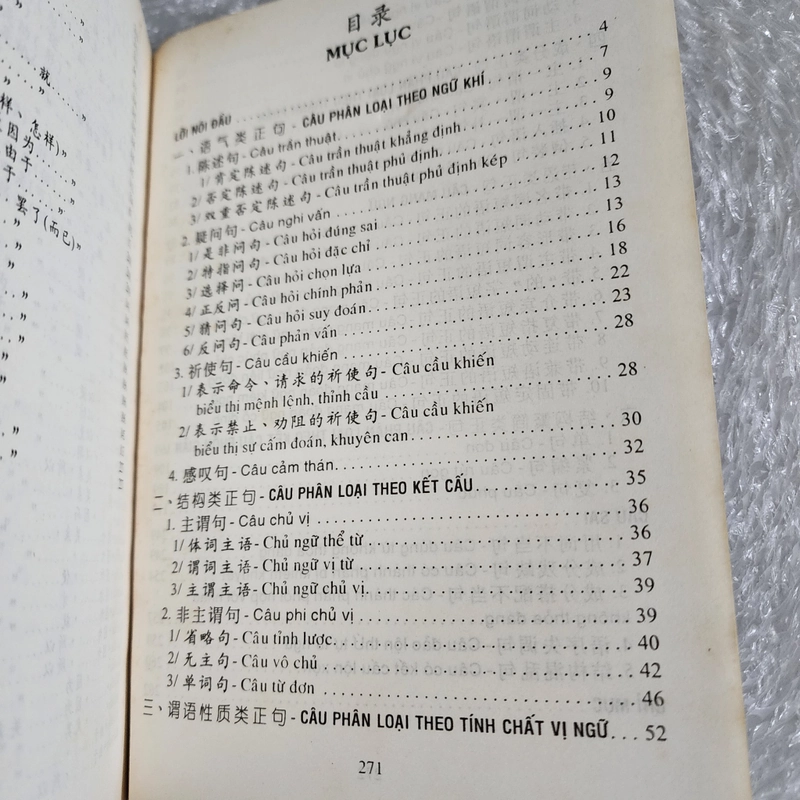 就......”
样、怎样)”
因为......”
由于......”
于......”
罢了(而已)”
目录
MỤC LỤC
LỜI NÓI ĐẦU ... 4
一、语气类正句 - CÂU PHÂN LOẠI THEO NGỮ KHÍ ... 7
1. 陈述句 - Câu trần thuật ... 9
1/ 肯定陈述句 - Câu trần thuật khẳng định ... 9
2/ 否定陈述句 - Câu trần thuật phủ định ... 10
3/ 双重否定陈述句 - Câu trần thuật phủ định kép ... 11
2. 疑问句 - Câu nghi vấn ... 12
1/ 是非问句 - Câu hỏi đúng sai ... 13
2/ 特指问句 - Câu hỏi đặc chỉ ... 13
3/ 选择问 - Câu hỏi chọn lựa ... 16
4/ 正反问 - Câu hỏi chính phản ... 18
5/ 猜问句 - Câu hỏi suy đoán ... 22
6/ 反问句 - Câu phản vấn ... 23
3. 祈使句 - Câu cầu khiến ... 28
1/ 表示命令、请求的祈使句 - Câu cầu khiến
biểu thị mệnh lệnh, thỉnh cầu ... 28
2/ 表示禁止、劝阻的祈使句 - Câu cầu khiến
biểu thị sự cấm đoán, khuyên can ... 30
4. 感叹句 - Câu cảm thán ... 32
二、结构类正句 - CÂU PHÂN LOẠI THEO KẾT CẤU ... 35
1. 主谓句 - Câu chủ vị ... 36
1/ 体词主语 - Chủ ngữ thể từ ... 36
2/ 谓词主语 - Chủ ngữ vị từ ... 37
3/ 主谓主语 - Chủ ngữ chủ vị ... 39
2. 非主谓句 - Câu phi chủ vị ... 39
1/ 省略句 - Câu tỉnh lược ... 40
2/ 无主句 - Câu vô chủ ... 42
3/ 单词句 - Câu từ đơn ... 46
三、谓语性质类正句 - CÂU PHÂN LOẠI THEO TÍNH CHẤT VỊ NGỮ ... 52
271